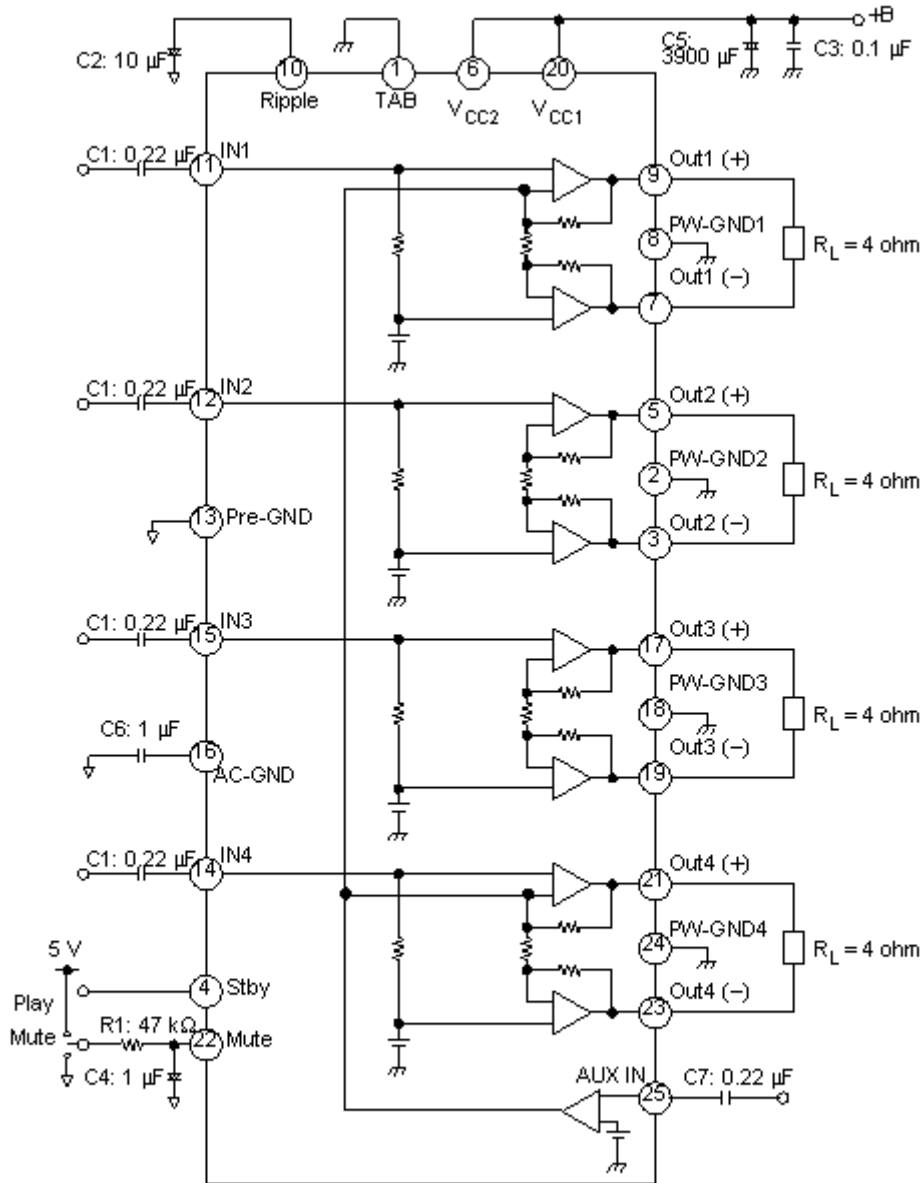 +B
C2: 10 µF
C5: 3900 µF
C3: 0.1 µF
10
1
6
20
Ripple
TAB
VCC2
VCC1
C1: 0.22 µF
11
IN1
Out1 (+)
9
PW-GND1
8
RL = 4 ohm
Out1 (−)
7
C1: 0.22 µF
12
IN2
Out2 (+)
5
PW-GND2
2
RL = 4 ohm
13
Pre-GND
Out2 (−)
3
C1: 0.22 µF
15
IN3
Out3 (+)
17
PW-GND3
18
RL = 4 ohm
C6: 1 µF
16
AC-GND
Out3 (−)
19
C1: 0.22 µF
14
IN4
Out4 (+)
21
PW-GND4
24
RL = 4 ohm
5 V
Play
4
Stby
Out4 (−)
23
Mute
R1: 47 kΩ
22
Mute
C4: 1 µF
AUX IN
25
C7: 0.22 µF